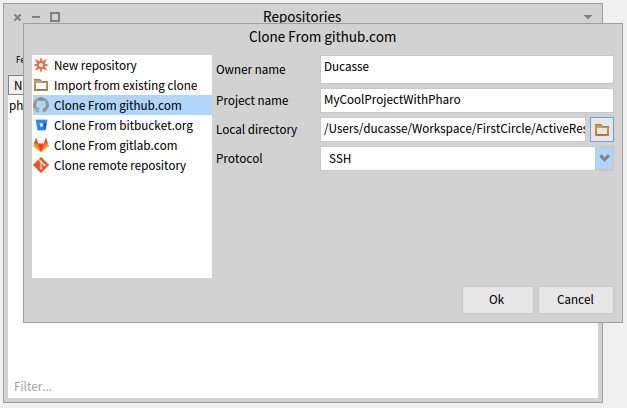 Repositories
Clone From github.com
Fe
N
ph
New repository
Import from existing clone
Clone From github.com
Clone From bitbucket.org
Clone From gitlab.com
Clone remote repository
Owner name
Ducasse
Project name
MyCoolProjectWithPharo
Local directory
/Users/ducasse/Workspace/FirstCircle/ActiveRes
Protocol
SSH
Ok
Cancel
Filter...